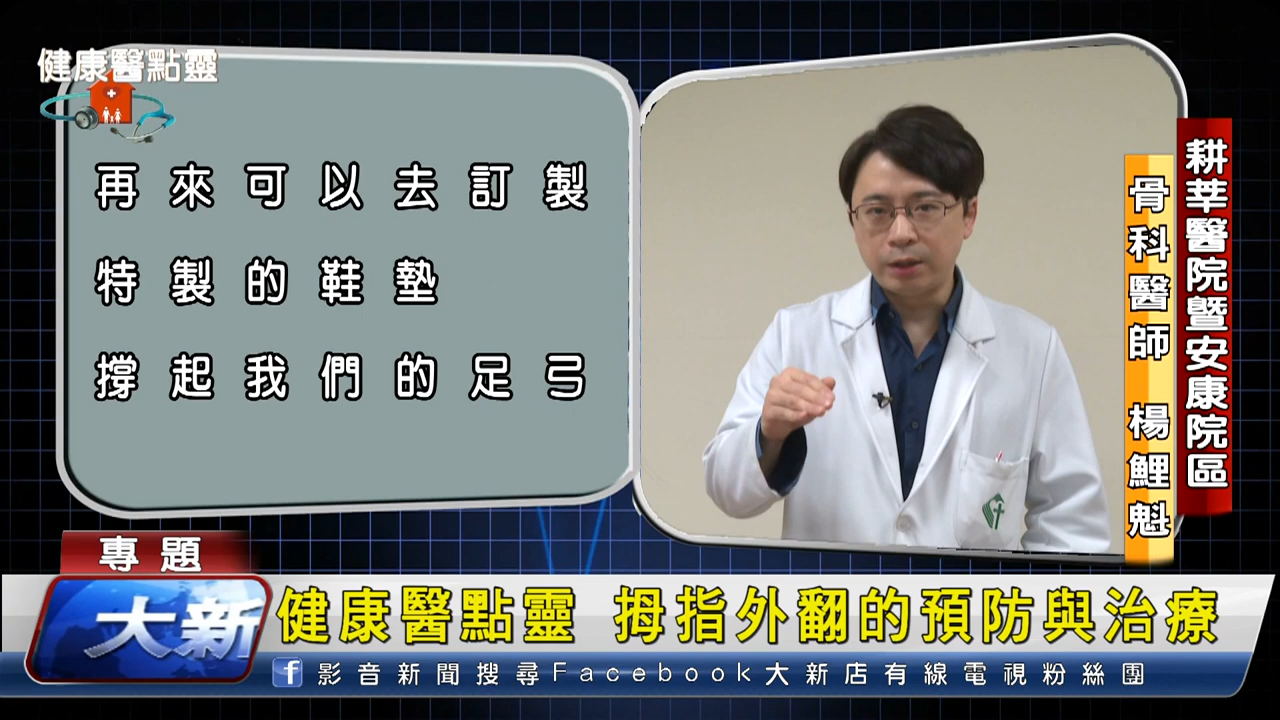 健康醫點靈
再來可以去訂製
特製的鞋墊
撐起我們的足弓
耕莘醫院暨安康院區
骨科醫師 楊鯉魁
專題
大新
健康醫點靈 拇指外翻的預防與治療
影音新聞搜尋Facebook大新店有線電視粉絲團